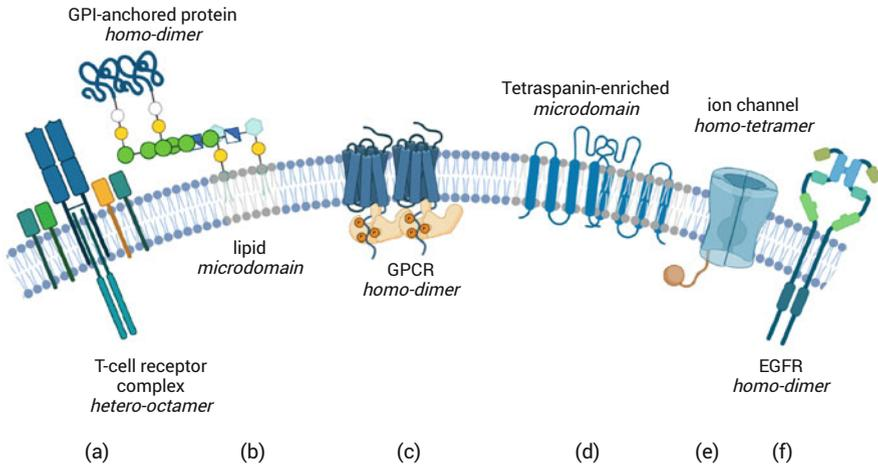 GPI-anchored protein
homo-dimer
Tetraspanin-enriched
microdomain
ion channel
homo-tetramer
lipid
microdomain
GPCR
homo-dimer
T-cell receptor
complex
hetero-octamer
EGFR
homo-dimer
(a) (b) (c) (d) (e) (f)